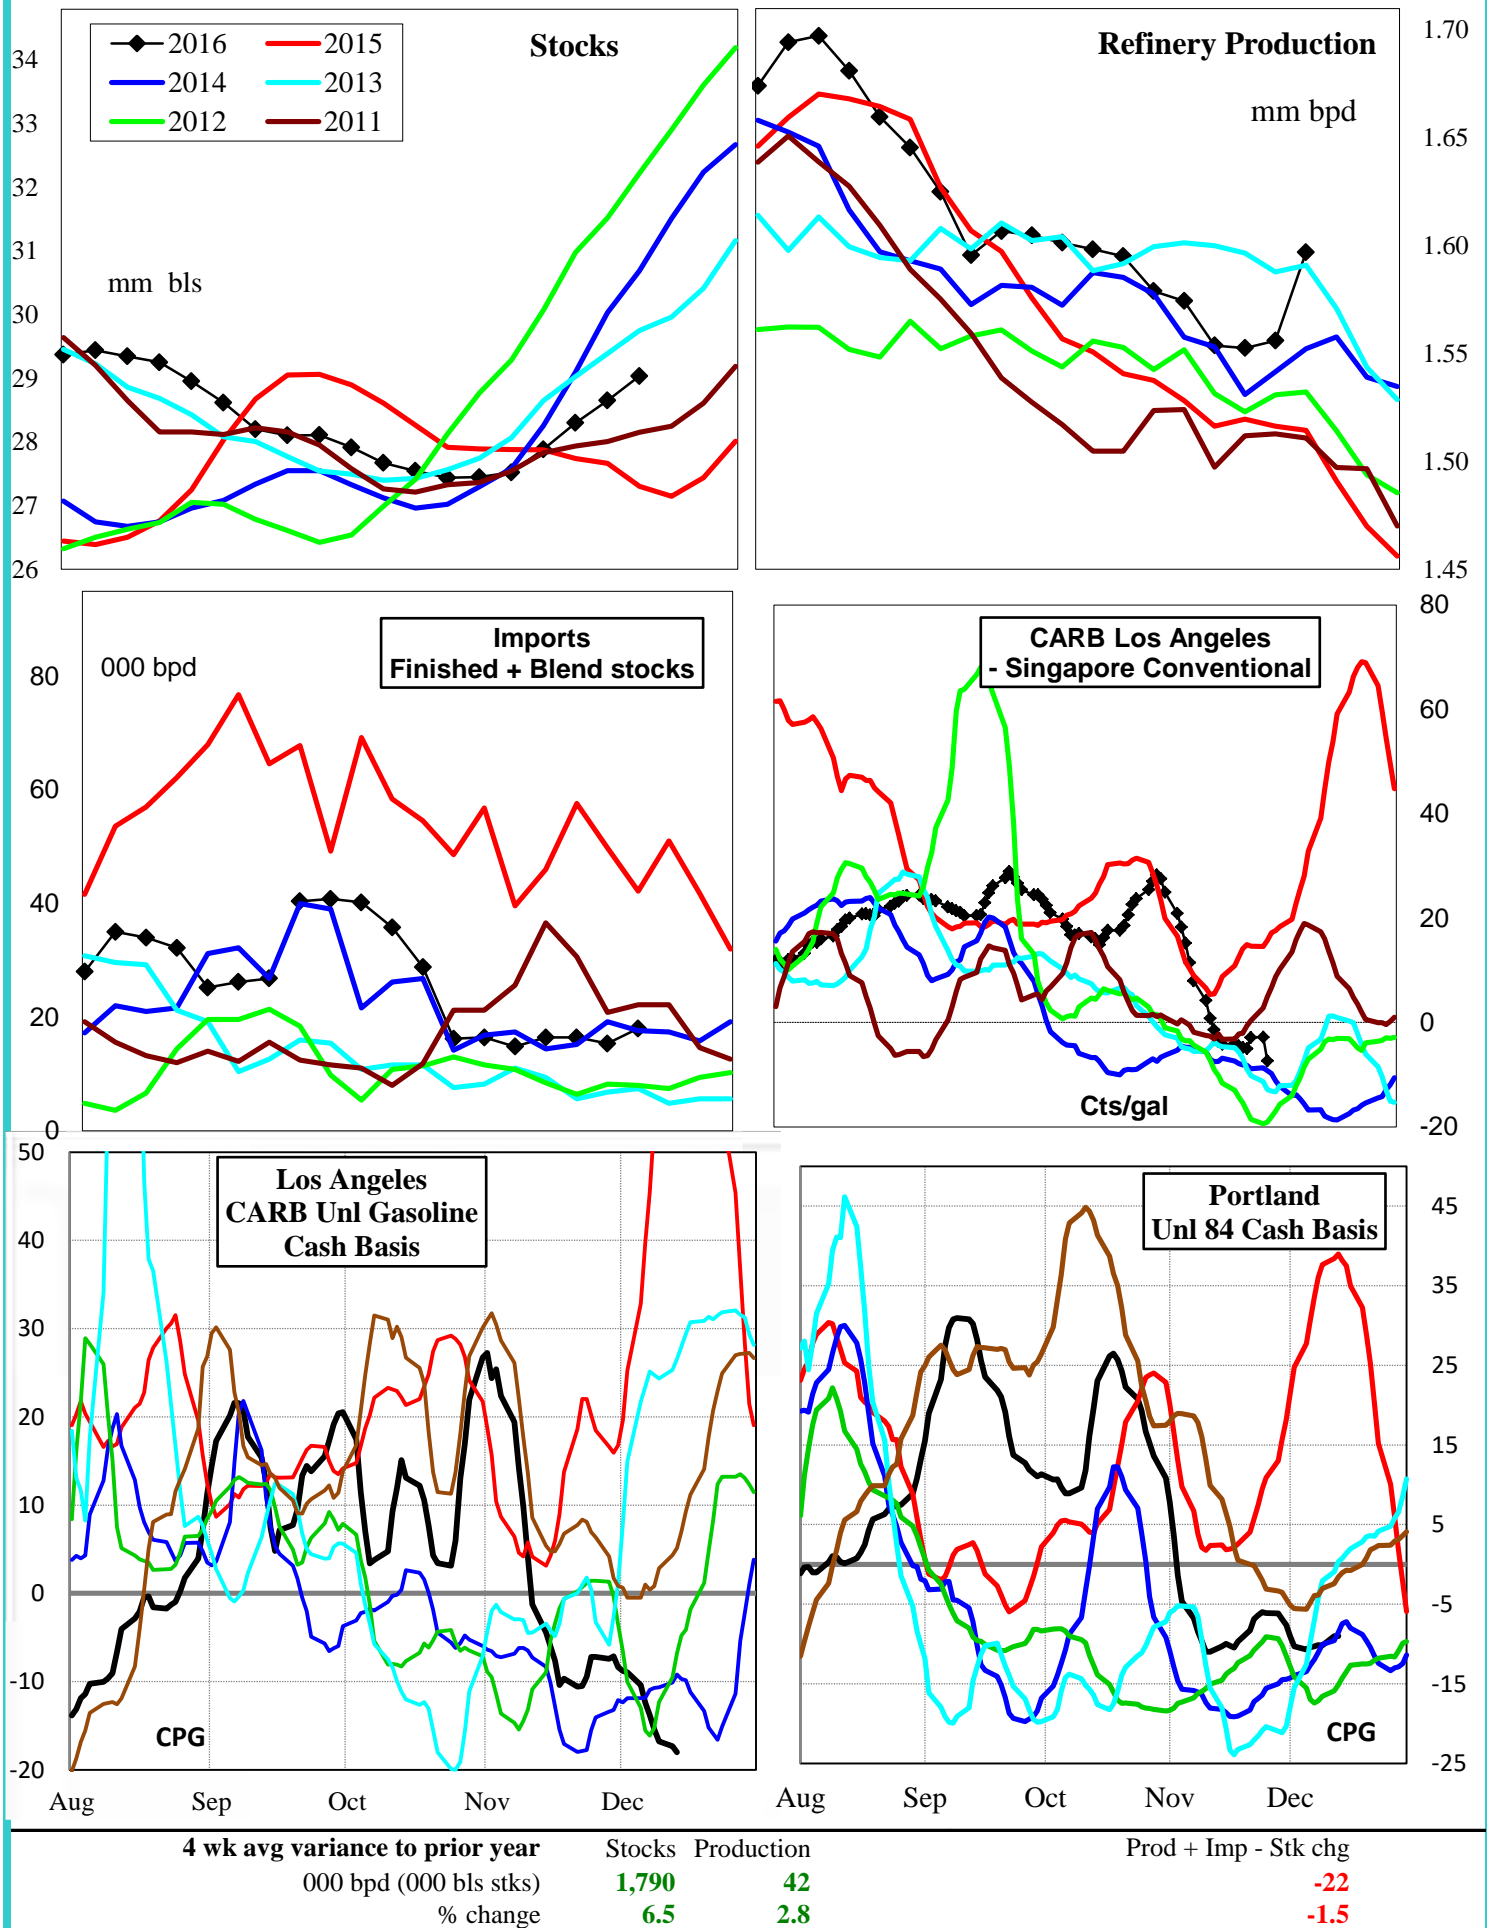 2016 2015
2014 2013
2012 2011
Stocks
mm bls
34
33
32
31
30
29
28
27
26
Refinery Production
mm bpd
1.70
1.65
1.60
1.55
1.50
1.45
Imports
Finished + Blend stocks
000 bpd
80
60
40
20
0
CARB Los Angeles
- Singapore Conventional
80
60
40
20
0
-20
Cts/gal
Los Angeles
CARB Unl Gasoline
Cash Basis
50
40
30
20
10
0
-10
-20
CPG
Aug Sep Oct Nov Dec
Portland
Unl 84 Cash Basis
45
35
25
15
5
-5
-15
-25
CPG
Aug Sep Oct Nov Dec
4 wk avg variance to prior year Stocks Production Prod + Imp - Stk chg
000 bpd (000 bls stks) 1,790 42 -22
% change 6.5 2.8 -1.5